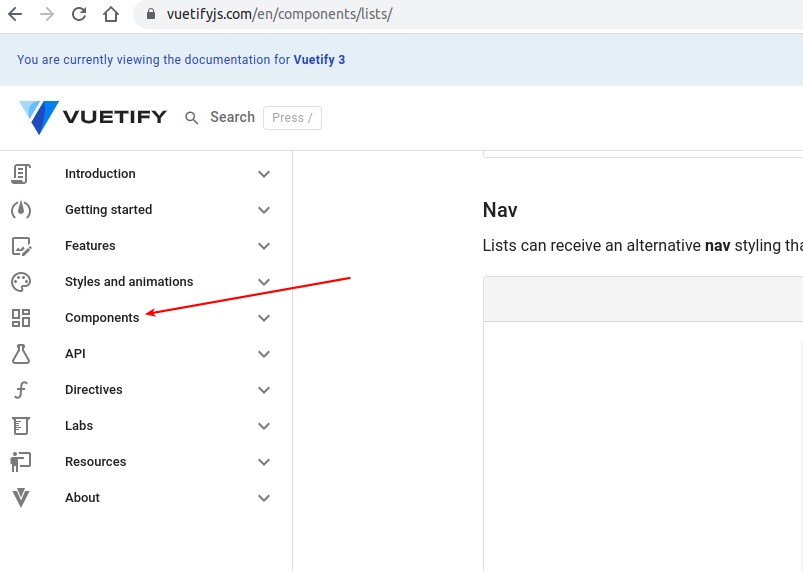 vuetifyjs.com/en/components/lists/
You are currently viewing the documentation for Vuetify 3
VUETIFY Search Press /
Introduction
Getting started
Features
Styles and animations
Components
API
Directives
Labs
Resources
About
Nav
Lists can receive an alternative nav styling tha